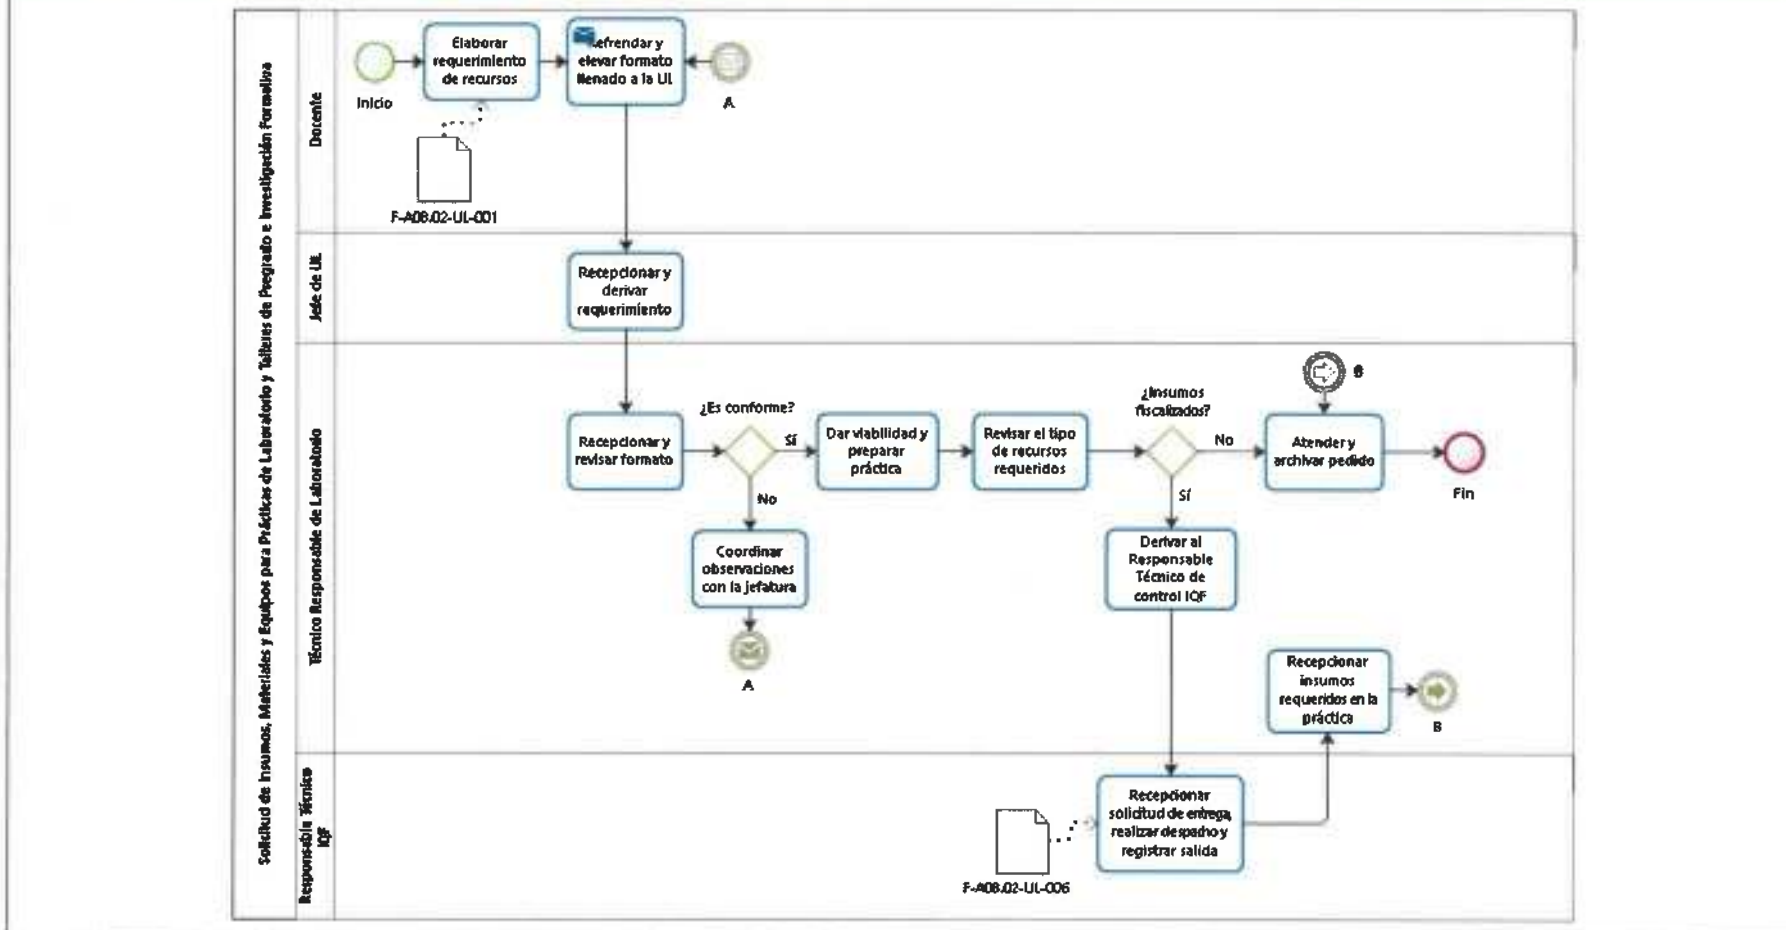 Solicitud de Insumos, Materiales y Equipos para Prácticas de Laboratorio y Talleres de Pregrado e Investigación Formativa
Docente
Inicio
Elaborar
requerimiento
de recursos
Refrendar y
elevar formato
llenado a la UL
A
F-A08.02-UL-001
Jefe de UL
Recepcionar y
derivar
requerimiento
Técnico Responsable de Laboratorio
Recepcionar y
revisar formato
¿Es conforme?
Sí
No
Dar viabilidad y
preparar
práctica
Revisar el tipo
de recursos
requeridos
¿Insumos
fiscalizados?
No
Sí
B
Atender y
archivar pedido
Fin
Coordinar
observaciones
con la jefatura
A
Derivar al
Responsable
Técnico de
control IQF
Recepcionar
insumos
requeridos en la
práctica
B
Responsable Técnico
IQF
Recepcionar
solicitud de entrega,
realizar despacho y
registrar salida
F-A08.02-UL-006